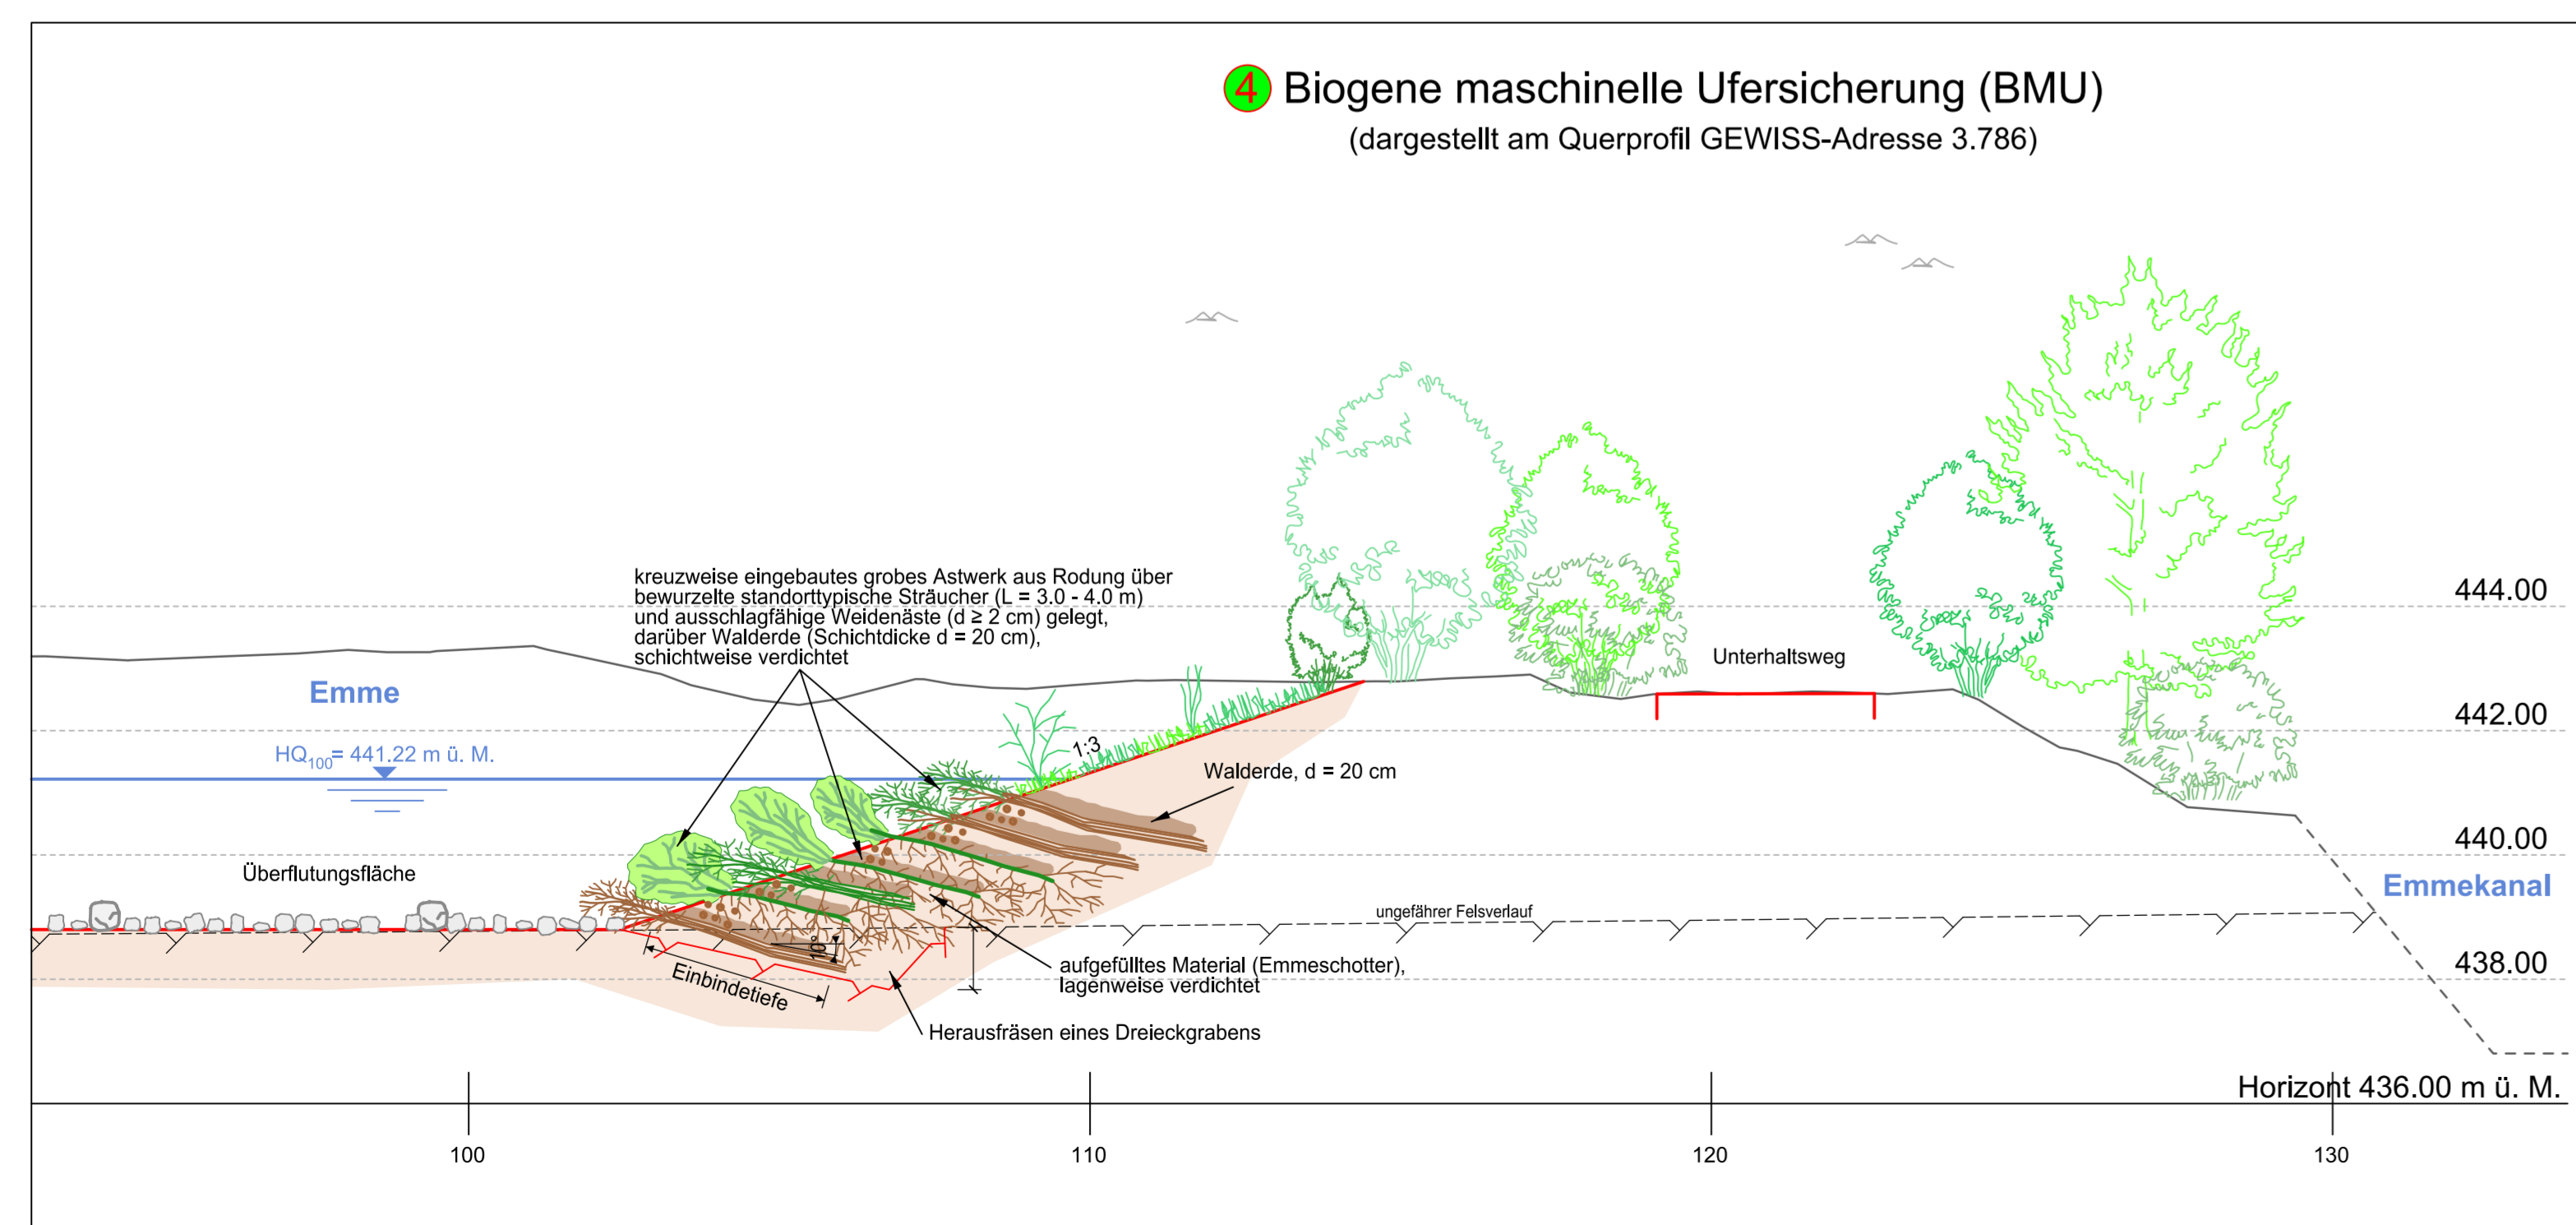 4 Biogene maschinelle Ufersicherung (BMU)
(dargestellt am Querprofil GEWISS-Adresse 3.786)
kreuzweise eingebautes grobes Astwerk aus Rodung über
bewurzelte standorttypische Sträucher (L = 3.0 - 4.0 m)
und ausschlagfähige Weidenäste (d ≥ 2 cm) gelegt,
darüber Walderde (Schichtdicke d = 20 cm),
schichtweise verdichtet
444.00
Unterhaltsweg
Emme
442.00
HQ100= 441.22 m ü. M.
1:3
Walderde, d = 20 cm
440.00
Überflutungsfläche
Emmekanal
ungefährer Felsverlauf
10°
438.00
Einbindetiefe
aufgefülltes Material (Emmeschotter),
lagenweise verdichtet
Herausfräsen eines Dreieckgrabens
Horizont 436.00 m ü. M.
100
110
120
130